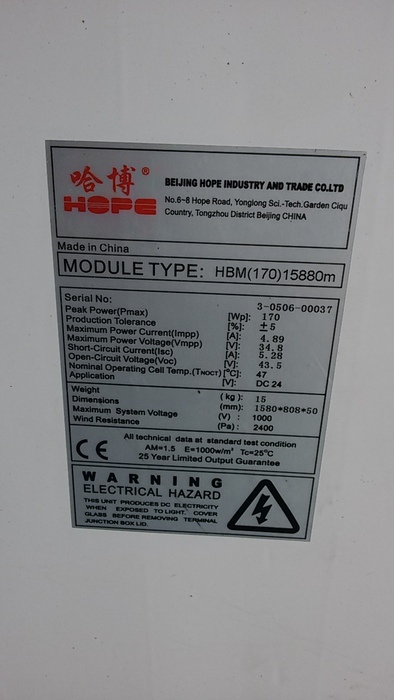 哈博®
HOPE
BEIJING HOPE INDUSTRY AND TRADE CO.LTD
No.6-8 Hope Road, Yonglong Sci.-Tech.Garden Ciqu
Country, Tongzhou District Beijing CHINA
Made in China
MODULE TYPE: HBM(170)15880m
Serial No: 3-0506-00037
Peak Power(Pmax) [Wp]: 170
Production Tolerance [%]: ±5
Maximum Power Current(Impp) [A]: 4.89
Maximum Power Voltage(Vmpp) [V]: 34.8
Short-Circuit Current(Isc) [A]: 5.28
Open-Circuit Voltage(Voc) [V]: 43.5
Nominal Operating Cell Temp.(TNOCT) [°C]: 47
Application [V]: DC 24
Weight (kg): 15
Dimensions (mm): 1580*808*50
Maximum System Voltage (V): 1000
Wind Resistance (Pa): 2400
CE
All technical data at standard test condition
AM=1.5 E=1000w/m² Tc=25°C
25 Year Limited Output Guarantee
WARNING
ELECTRICAL HAZARD
THIS UNIT PRODUCES DC ELECTRICITY
WHEN EXPOSED TO LIGHT. COVER
GLASS BEFORE REMOVING TERMINAL
JUNCTION BOX LID.